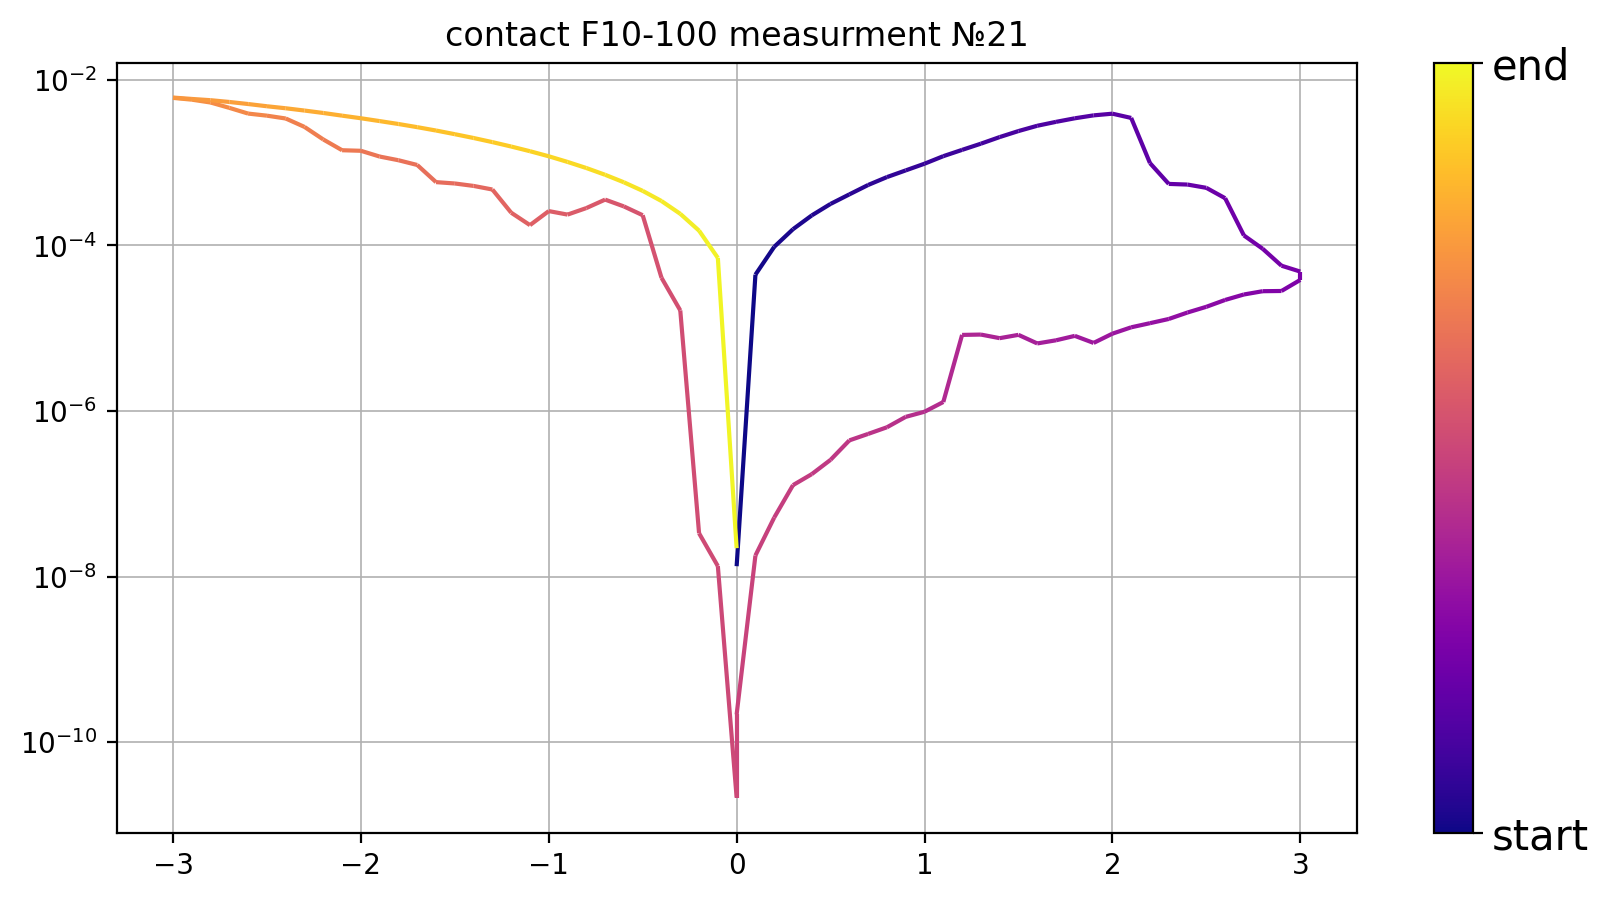 contact F10-100 measurment №21
10⁻²
10⁻⁴
10⁻⁶
10⁻⁸
10⁻¹⁰
−3 −2 −1 0 1 2 3
end
start